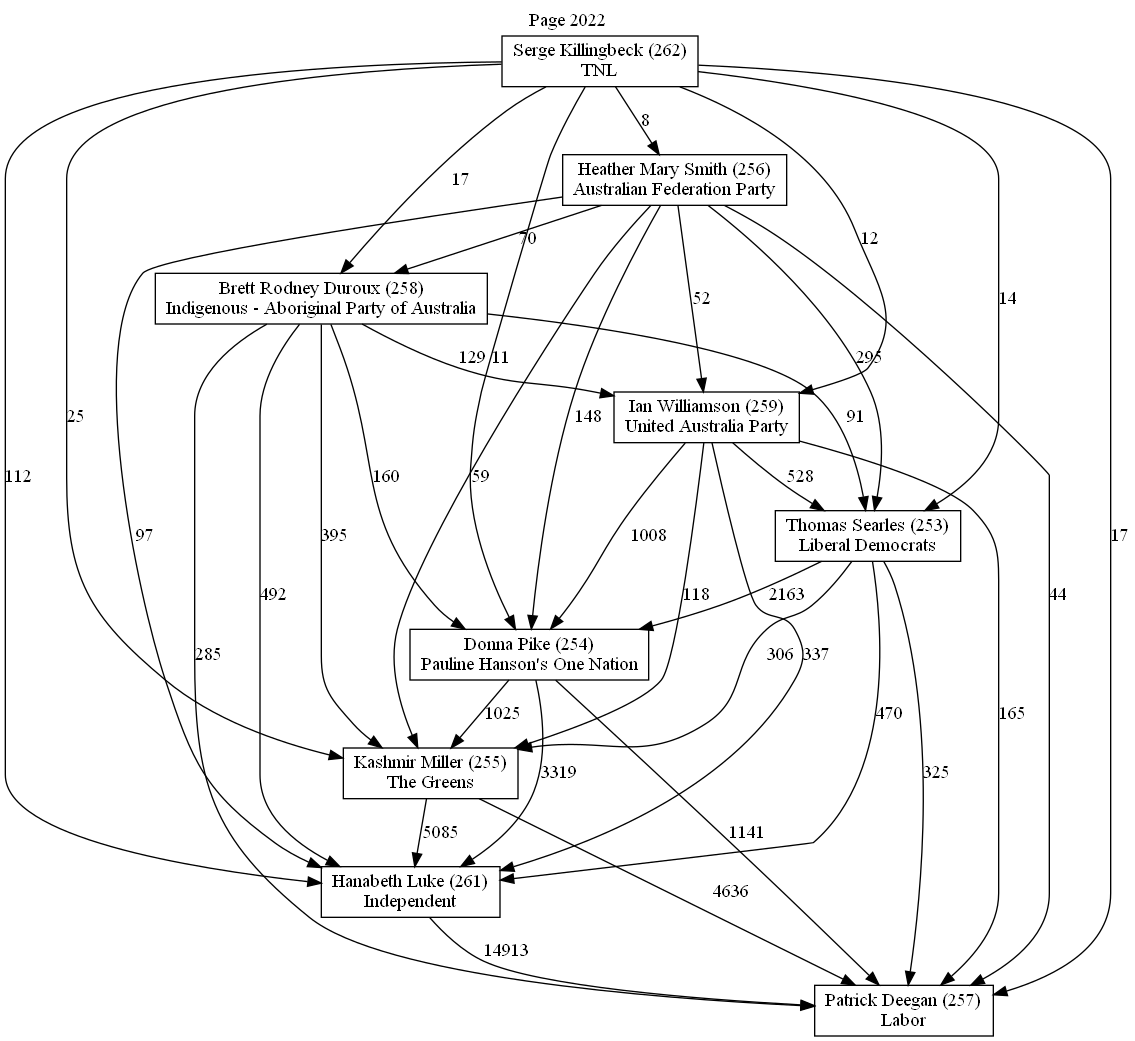 Page 2022
Serge Killingbeck (262)
TNL
8
Heather Mary Smith (256)
Australian Federation Party
17
70
12
Brett Rodney Duroux (258)
Indigenous - Aboriginal Party of Australia
52
14
129
11
295
Ian Williamson (259)
United Australia Party
25
148
91
112
160
59
528
Thomas Searles (253)
Liberal Democrats
97
395
1008
17
492
118
2163
44
Donna Pike (254)
Pauline Hanson's One Nation
285
306
337
1025
470
165
Kashmir Miller (255)
The Greens
3319
325
5085
1141
Hanabeth Luke (261)
Independent
4636
14913
Patrick Deegan (257)
Labor